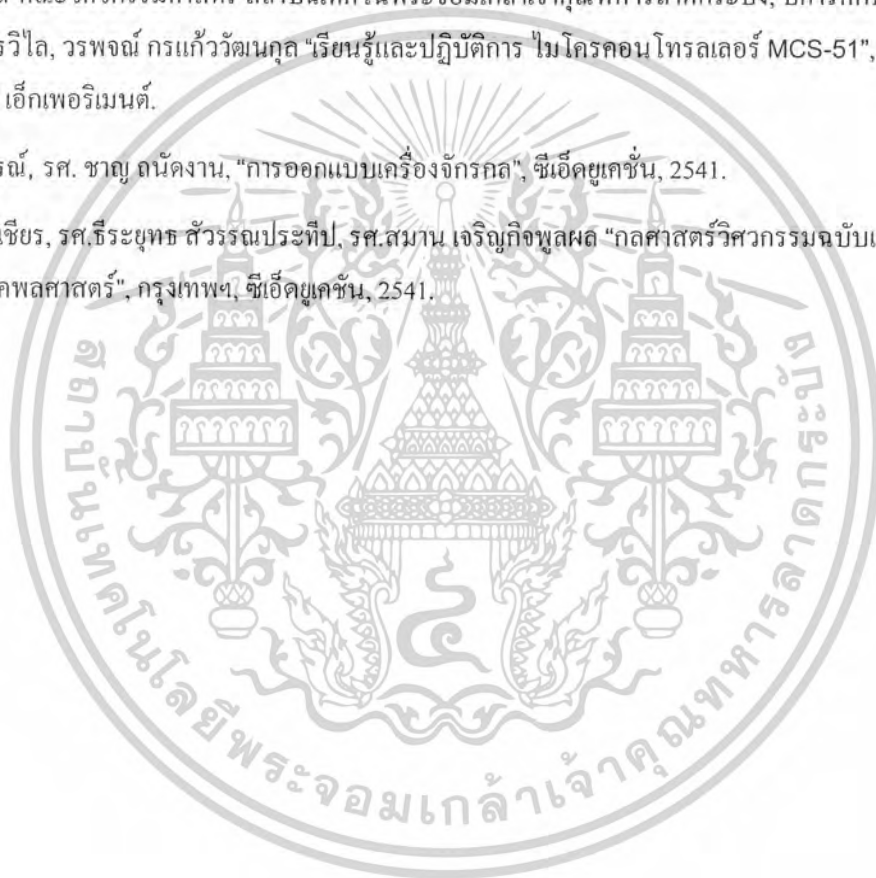 รวิไล, วรพจณ์ กรแก้ววัฒนกุล "เรียนรู้และปฏิบัติการ ไมโครคอนโทรลเลอร์ MCS-51",
เอ็กเพอริเมนต์.
รณ์, รศ. ชาญ ถนัดงาน, "การออกแบบเครื่องจักรกล", ซีเอ็ดยูเคชั่น, 2541.
เชียร, รศ.ธีระยุทธ สัวรรณประทีป, รศ.สมาน เจริญกิจพูลผล "กลศาสตร์วิศวกรรมฉบับเ
คพลศาสตร์", กรุงเทพฯ, ซีเอ็ดยูเคชัน, 2541.
สถาบันเทคโนโลยีพระจอมเกล้าเจ้าคุณทหารลาดกระบัง